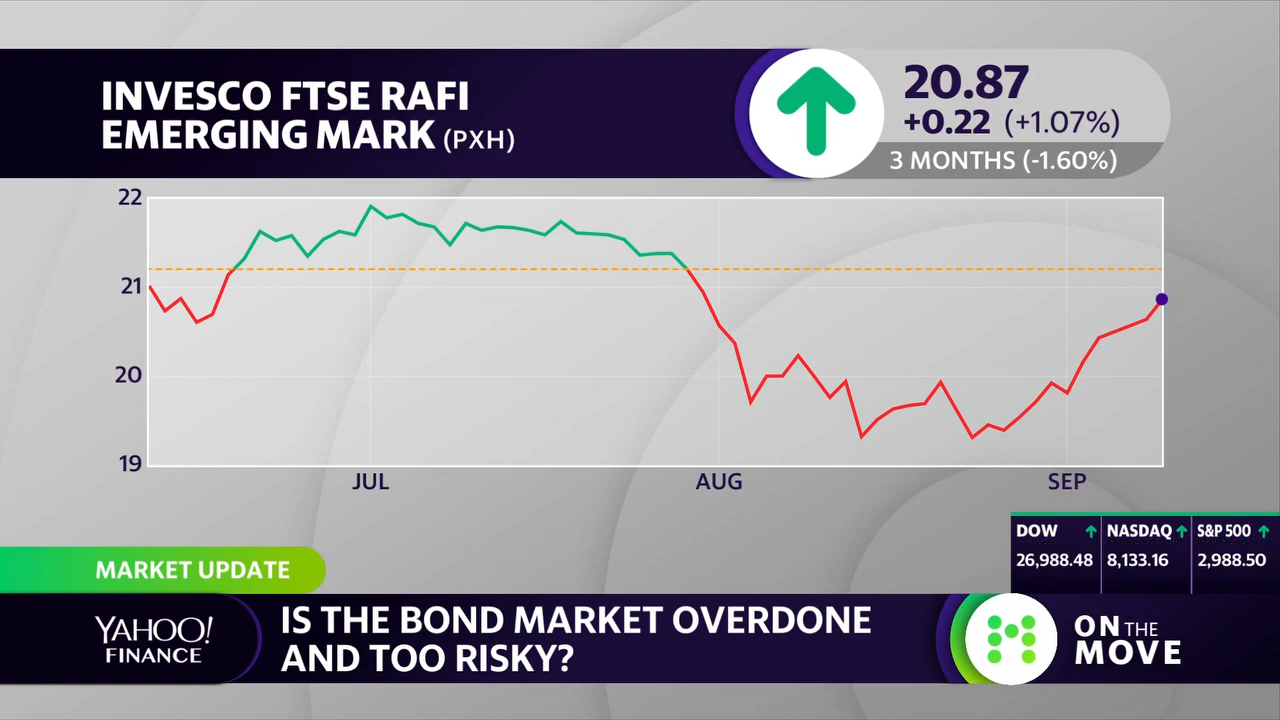 INVESCO FTSE RAFI
EMERGING MARK (PXH)
20.87
+0.22 (+1.07%)
3 MONTHS (-1.60%)
22
21
20
19
JUL AUG SEP
DOW NASDAQ S&P 500
26,988.48 8,133.16 2,988.50
MARKET UPDATE
YAHOO!
FINANCE
IS THE BOND MARKET OVERDONE
AND TOO RISKY?
ON THE
MOVE